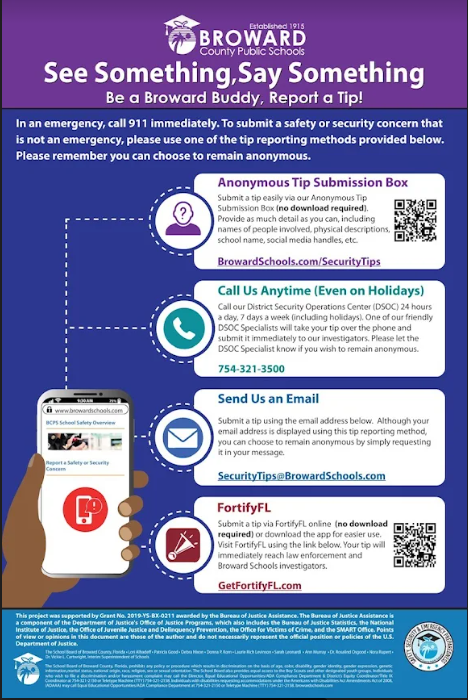 Established 1915
BROWARD
County Public Schools
See Something,Say Something
Be a Broward Buddy, Report a Tip!
In an emergency, call 911 immediately. To submit a safety or security concern that
is not an emergency, please use one of the tip reporting methods provided below.
Please remember you can choose to remain anonymous.
Anonymous Tip Submission Box
Submit a tip easily via our Anonymous Tip
Submission Box (no download required).
Provide as much detail as you can, including
names of people involved, physical descriptions,
school name, social media handles, etc.
BrowardSchools.com/SecurityTips
Call Us Anytime (Even on Holidays)
Call our District Security Operations Center (DSOC) 24 hours
a day, 7 days a week (including holidays). One of our friendly
DSOC Specialists will take your tip over the phone and
submit it immediately to our investigators. Please let the
DSOC Specialist know if you wish to remain anonymous.
754-321-3500
Send Us an Email
Submit a tip using the email address below. Although your
email address is displayed using this tip reporting method,
you can choose to remain anonymous by simply requesting
it in your message.
SecurityTips@BrowardSchools.com
FortifyFL
Submit a tip via FortifyFL online (no download
required) or download the app for easier use.
Visit FortifyFL using the link below. Your tip will
immediately reach law enforcement and
Broward Schools investigators.
GetFortifyFL.com
9:00 AM
www.browardschools.com
BCPS School Safety Overview
Report a Safety or Security
Concern
This project was supported by Grant No. 2019-YS-BX-0211 awarded by the Bureau of Justice Assistance. The Bureau of Justice Assistance is
a component of the Department of Justice's Office of Justice Programs, which also includes the Bureau of Justice Statistics, the National
Institute of Justice, the Office of Juvenile Justice and Delinquency Prevention, the Office for Victims of Crime, and the SMART Office. Points
of view or opinions in this document are those of the author and do not necessarily represent the official position or policies of the U.S.
Department of Justice.